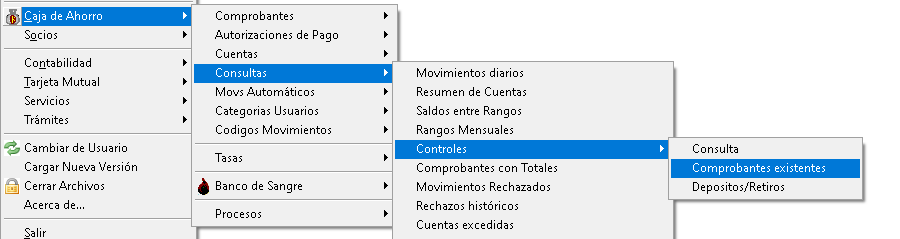 Caja de Ahorro
Socios
Contabilidad
Tarjeta Mutual
Servicios
Trámites
Cambiar de Usuario
Cargar Nueva Versión
Cerrar Archivos
Acerca de...
Salir
Comprobantes
Autorizaciones de Pago
Cuentas
Consultas
Movs Automáticos
Categorias Usuarios
Codigos Movimientos
Tasas
Banco de Sangre
Procesos
Movimientos diarios
Resumen de Cuentas
Saldos entre Rangos
Rangos Mensuales
Controles
Comprobantes con Totales
Movimientos Rechazados
Rechazos históricos
Cuentas excedidas
Consulta
Comprobantes existentes
Depositos/Retiros